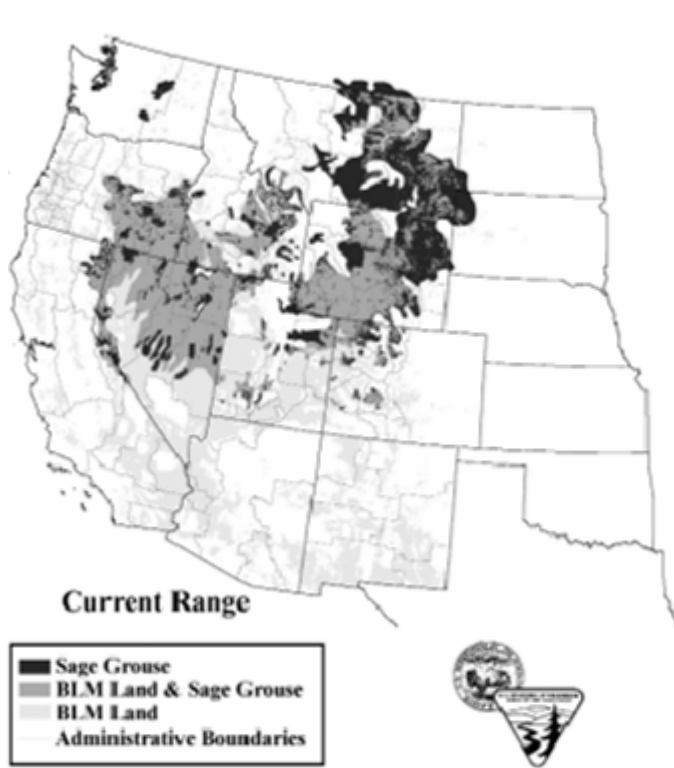 Current Range
Sage Grouse
BLM Land & Sage Grouse
BLM Land
Administrative Boundaries